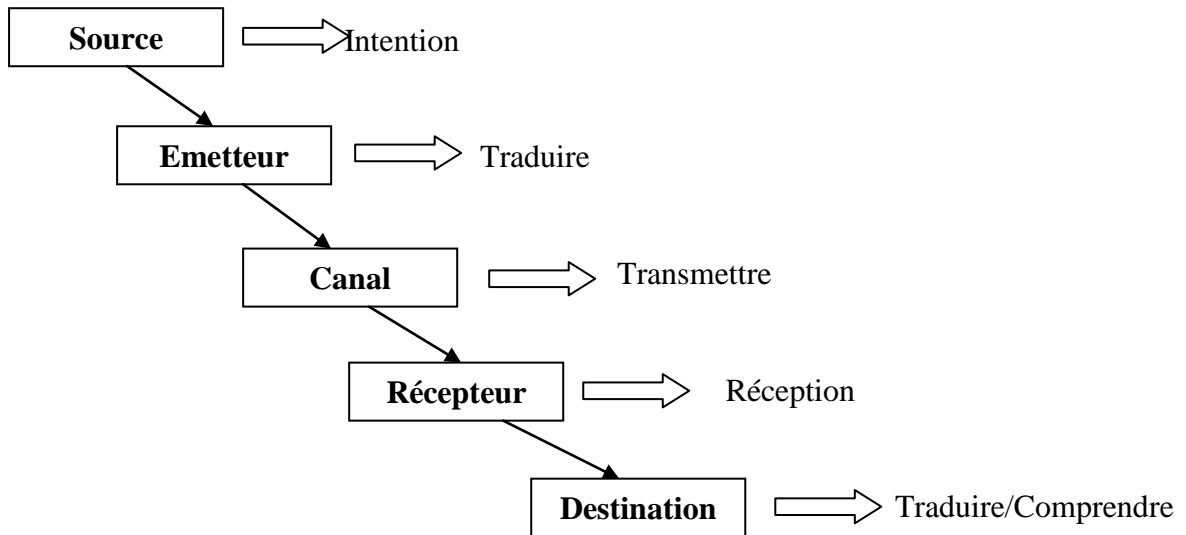 Source Intention
Emetteur Traduire
Canal Transmettre
Récepteur Réception
Destination Traduire/Comprendre